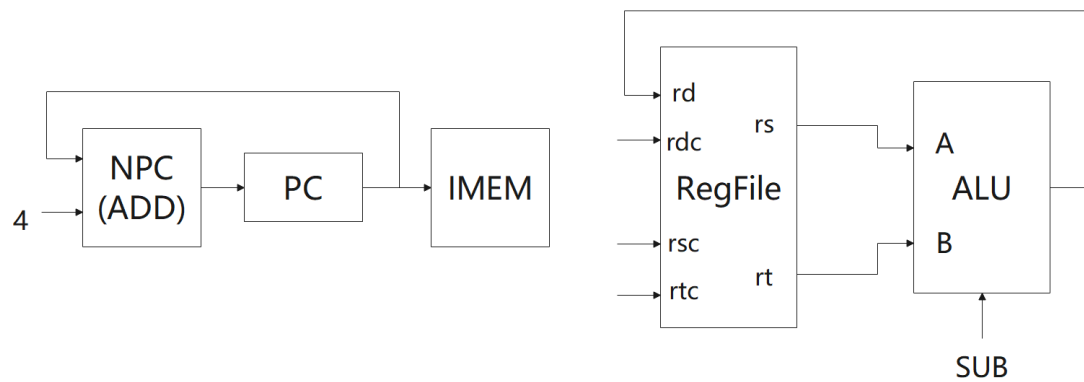 4
NPC
(ADD)
PC
IMEM
rd
rdc
rsc
rtc
RegFile
rs
rt
A
B
ALU
SUB